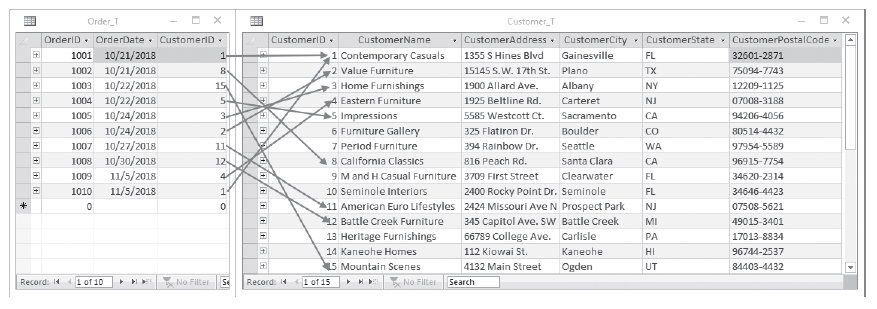 Order_T
OrderID OrderDate CustomerID
1001 10/21/2018 1
1002 10/21/2018 8
1003 10/22/2018 15
1004 10/22/2018 5
1005 10/24/2018 3
1006 10/24/2018 2
1007 10/27/2018 11
1008 10/30/2018 12
1009 11/5/2018 4
1010 11/5/2018 1
* 0 0
Record: 1 of 10 No Filter Se
Customer_T
CustomerID CustomerName CustomerAddress CustomerCity CustomerState CustomerPostalCode
1 Contemporary Casuals 1355 S Hines Blvd Gainesville FL 32601-2871
2 Value Furniture 15145 S.W. 17th St. Plano TX 75094-7743
3 Home Furnishings 1900 Allard Ave. Albany NY 12209-1125
4 Eastern Furniture 1925 Beltline Rd. Carteret NJ 07008-3188
5 Impressions 5585 Westcott Ct. Sacramento CA 94206-4056
6 Furniture Gallery 325 Flatiron Dr. Boulder CO 80514-4432
7 Period Furniture 394 Rainbow Dr. Seattle WA 97954-5589
8 California Classics 816 Peach Rd. Santa Clara CA 96915-7754
9 M and H Casual Furniture 3709 First Street Clearwater FL 34620-2314
10 Seminole Interiors 2400 Rocky Point Dr. Seminole FL 34646-4423
11 American Euro Lifestyles 2424 Missouri Ave N Prospect Park NJ 07508-5621
12 Battle Creek Furniture 345 Capitol Ave. SW Battle Creek MI 49015-3401
13 Heritage Furnishings 66789 College Ave. Carlisle PA 17013-8834
14 Kaneohe Homes 112 Kiowai St. Kaneohe HI 96744-2537
15 Mountain Scenes 4132 Main Street Ogden UT 84403-4432
Record: 1 of 15 No Filter Search